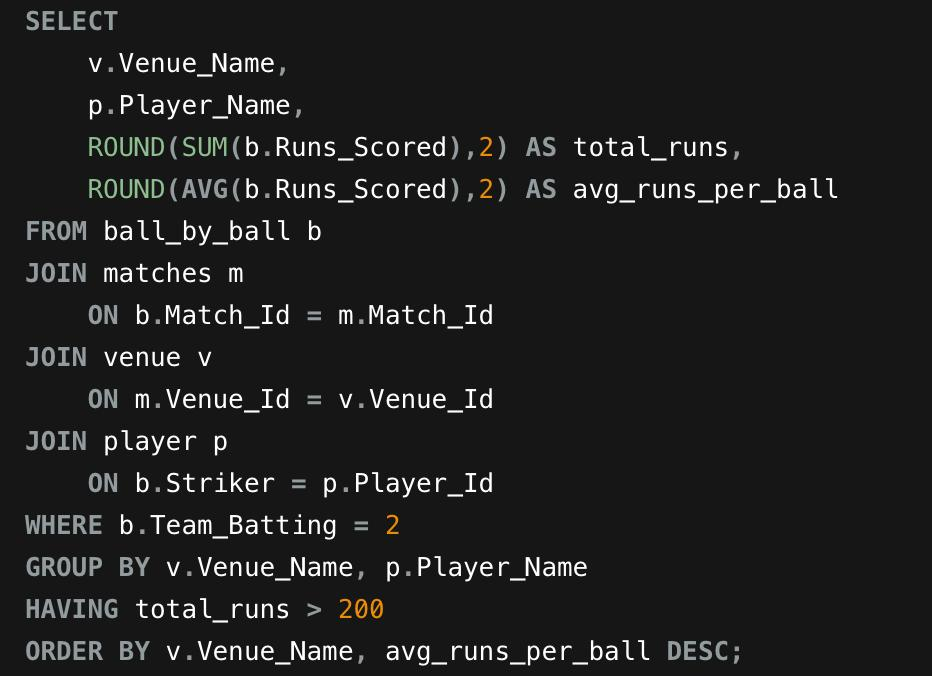 SELECT
    v.Venue_Name,
    p.Player_Name,
    ROUND(SUM(b.Runs_Scored),2) AS total_runs,
    ROUND(AVG(b.Runs_Scored),2) AS avg_runs_per_ball
FROM ball_by_ball b
JOIN matches m
    ON b.Match_Id = m.Match_Id
JOIN venue v
    ON m.Venue_Id = v.Venue_Id
JOIN player p
    ON b.Striker = p.Player_Id
WHERE b.Team_Batting = 2
GROUP BY v.Venue_Name, p.Player_Name
HAVING total_runs > 200
ORDER BY v.Venue_Name, avg_runs_per_ball DESC;